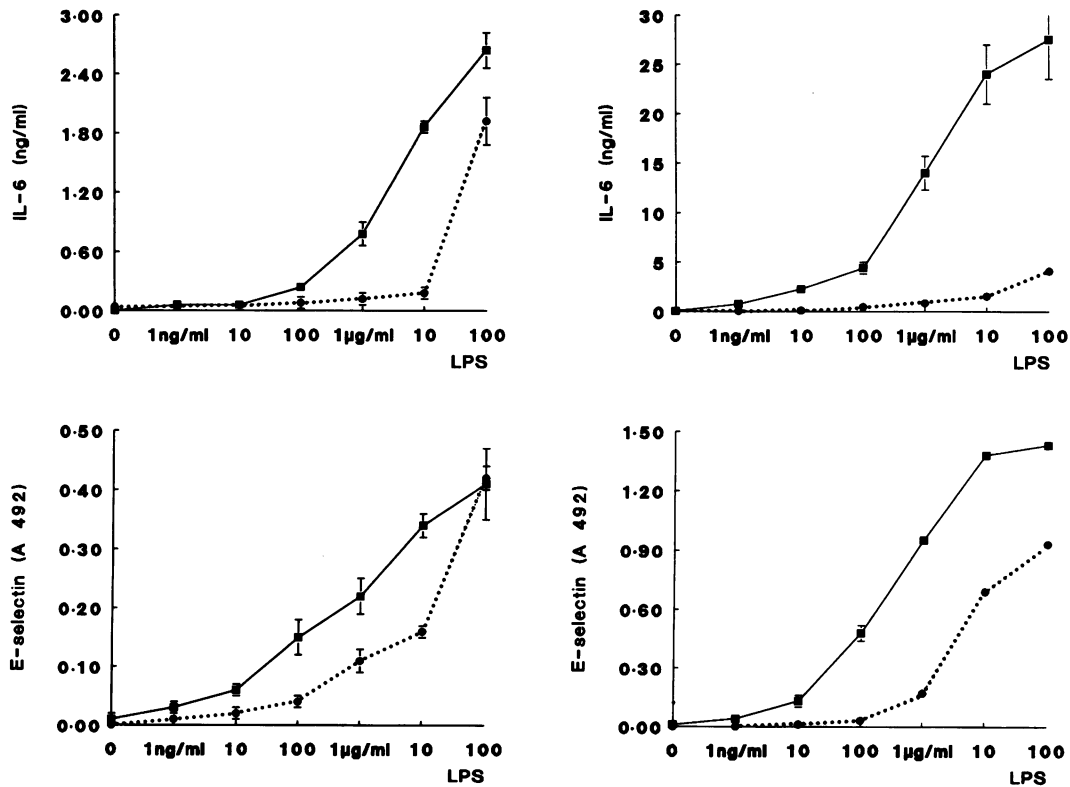 3·00
2·40
1·80
1·20
0·60
0·00
IL-6 (ng/ml)
0 1ng/ml 10 100 1µg/ml 10 100
LPS
30
25
20
15
10
5
0
IL-6 (ng/ml)
0 1ng/ml 10 100 1µg/ml 10 100
LPS
0·50
0·40
0·30
0·20
0·10
0·00
E-selectin (A 492)
0 1ng/ml 10 100 1µg/ml 10 100
LPS
1·50
1·20
0·90
0·60
0·30
0·00
E-selectin (A 492)
0 1ng/ml 10 100 1µg/ml 10 100
LPS